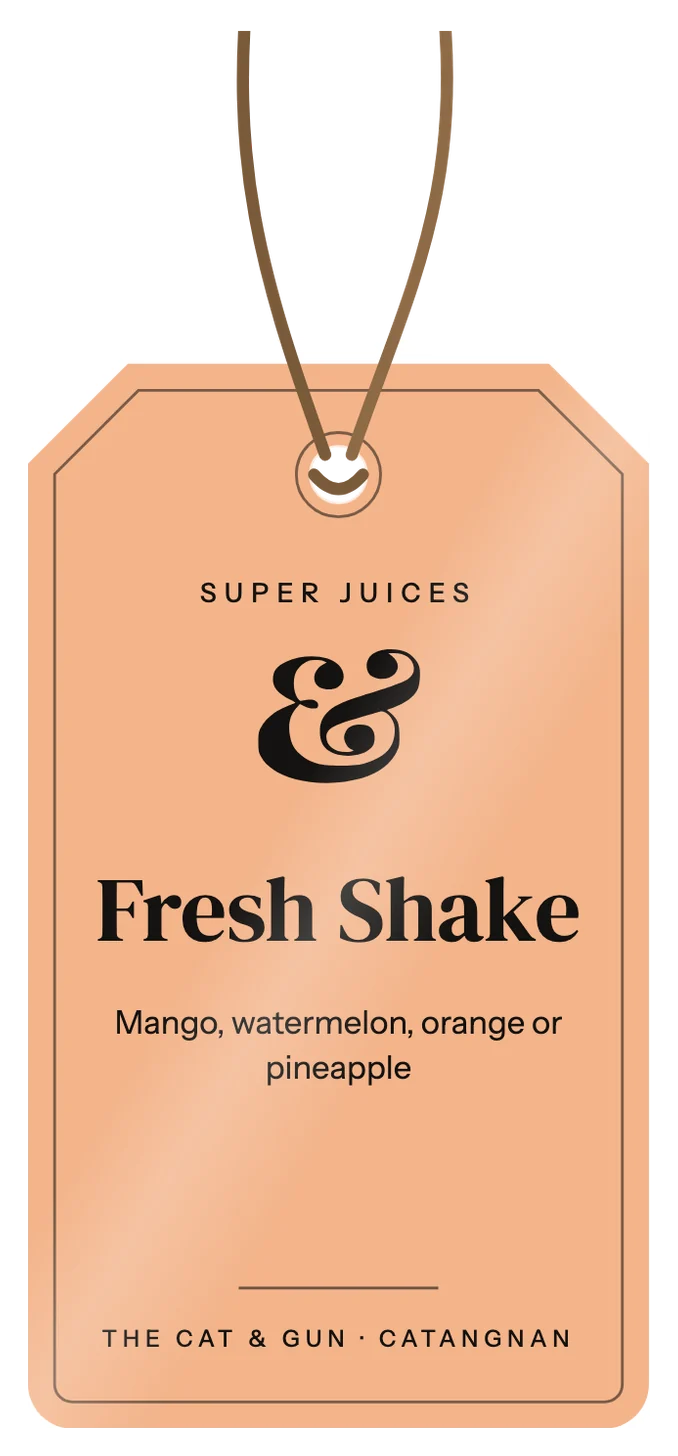 SUPER JUICES
&
Fresh Shake
Mango, watermelon, orange or
pineapple
THE CAT & GUN · CATANGNAN